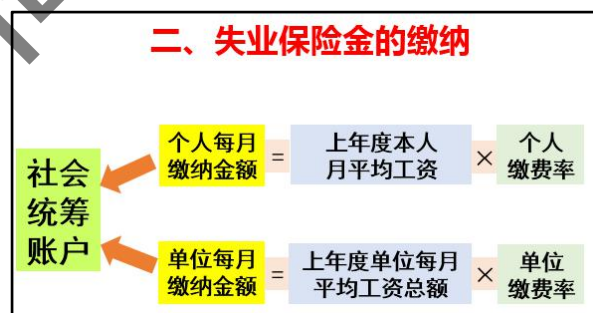 二、失业保险金的缴纳
个人每月
缴纳金额
=
上年度本人
月平均工资
×
个人
缴费率
社会
统筹
账户
单位每月
缴纳金额
=
上年度单位每月
平均工资总额
×
单位
缴费率